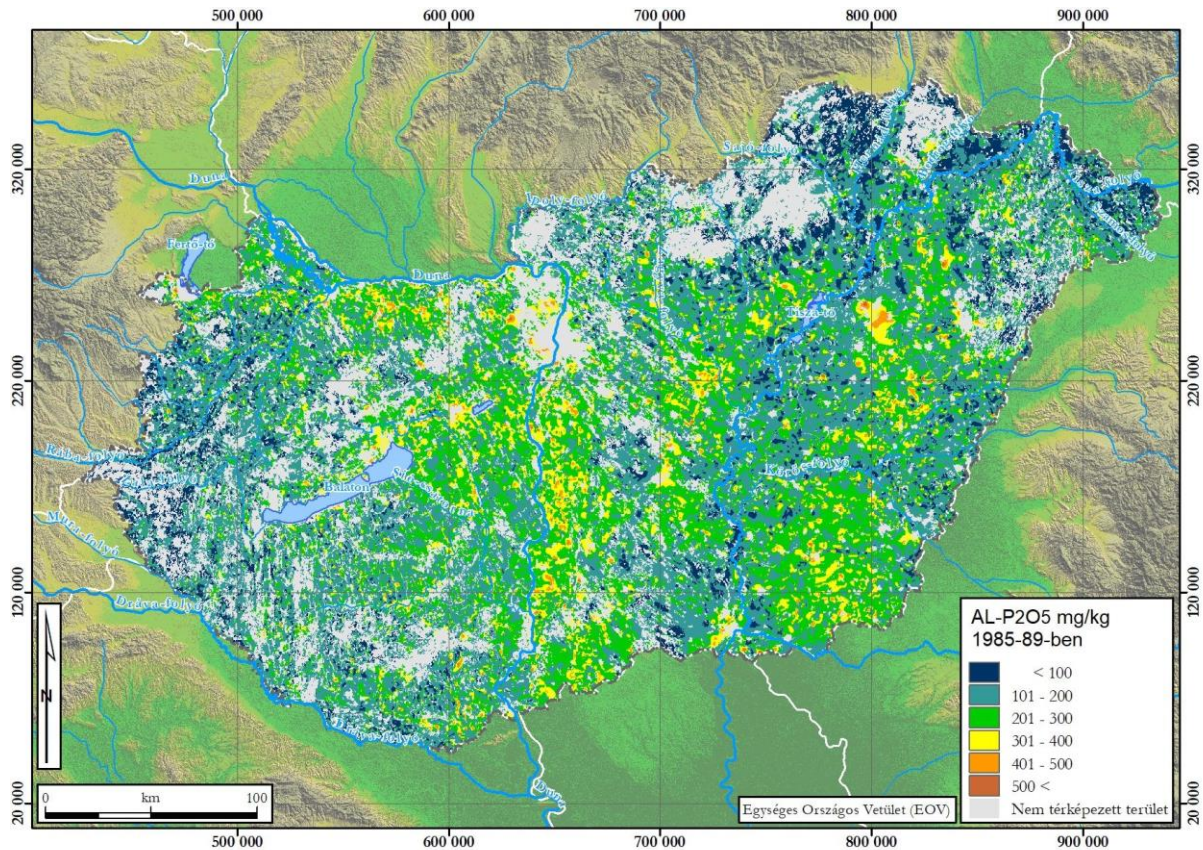 500 000 600 000 700 000 800 000 900 000
320 000
320 000
Sajó-folyó
Duna
Ipoly-folyó
Fertő-tó
Duna
Tisza-tó
220 000
220 000
Rába-folyó
Körös-folyó
Balaton
Mura-folyó
Dráva-folyó
120 000
120 000
AL-P2O5 mg/kg
1985-89-ben
< 100
101 - 200
201 - 300
301 - 400
401 - 500
500 <
Nem térképezett terület
N
Dráva-folyó
Duna
0 km 100
Egységes Országos Vetület (EOV)
20 000
20 000
500 000 600 000 700 000 800 000 900 000